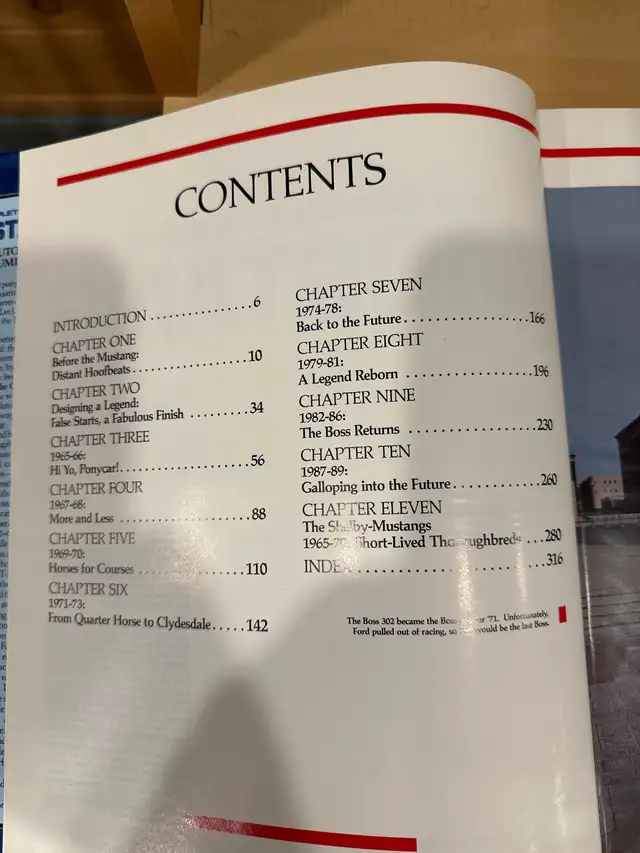 CONTENTS
INTRODUCTION ................6
CHAPTER ONE
Before the Mustang:
Distant Hoofbeats....................10
CHAPTER TWO
Designing a Legend:
False Starts, a Fabulous Finish .........34
CHAPTER THREE
1965-66:
Hi Yo, Ponycar!......................56
CHAPTER FOUR
1967-68:
More and Less ......................88
CHAPTER FIVE
1969-70:
Horses for Courses .................110
CHAPTER SIX
1971-73:
From Quarter Horse to Clydesdale.....142
CHAPTER SEVEN
1974-78:
Back to the Future...................166
CHAPTER EIGHT
1979-81:
A Legend Reborn ...................196
CHAPTER NINE
1982-86:
The Boss Returns ...................230
CHAPTER TEN
1987-89:
Galloping into the Future.............260
CHAPTER ELEVEN
The Shelby-Mustangs
Short-Lived Thoroughbreds ...280
316
The Boss 302 became the '71. Unfortunately,
Ford pulled out of racing, so would be the last Boss.